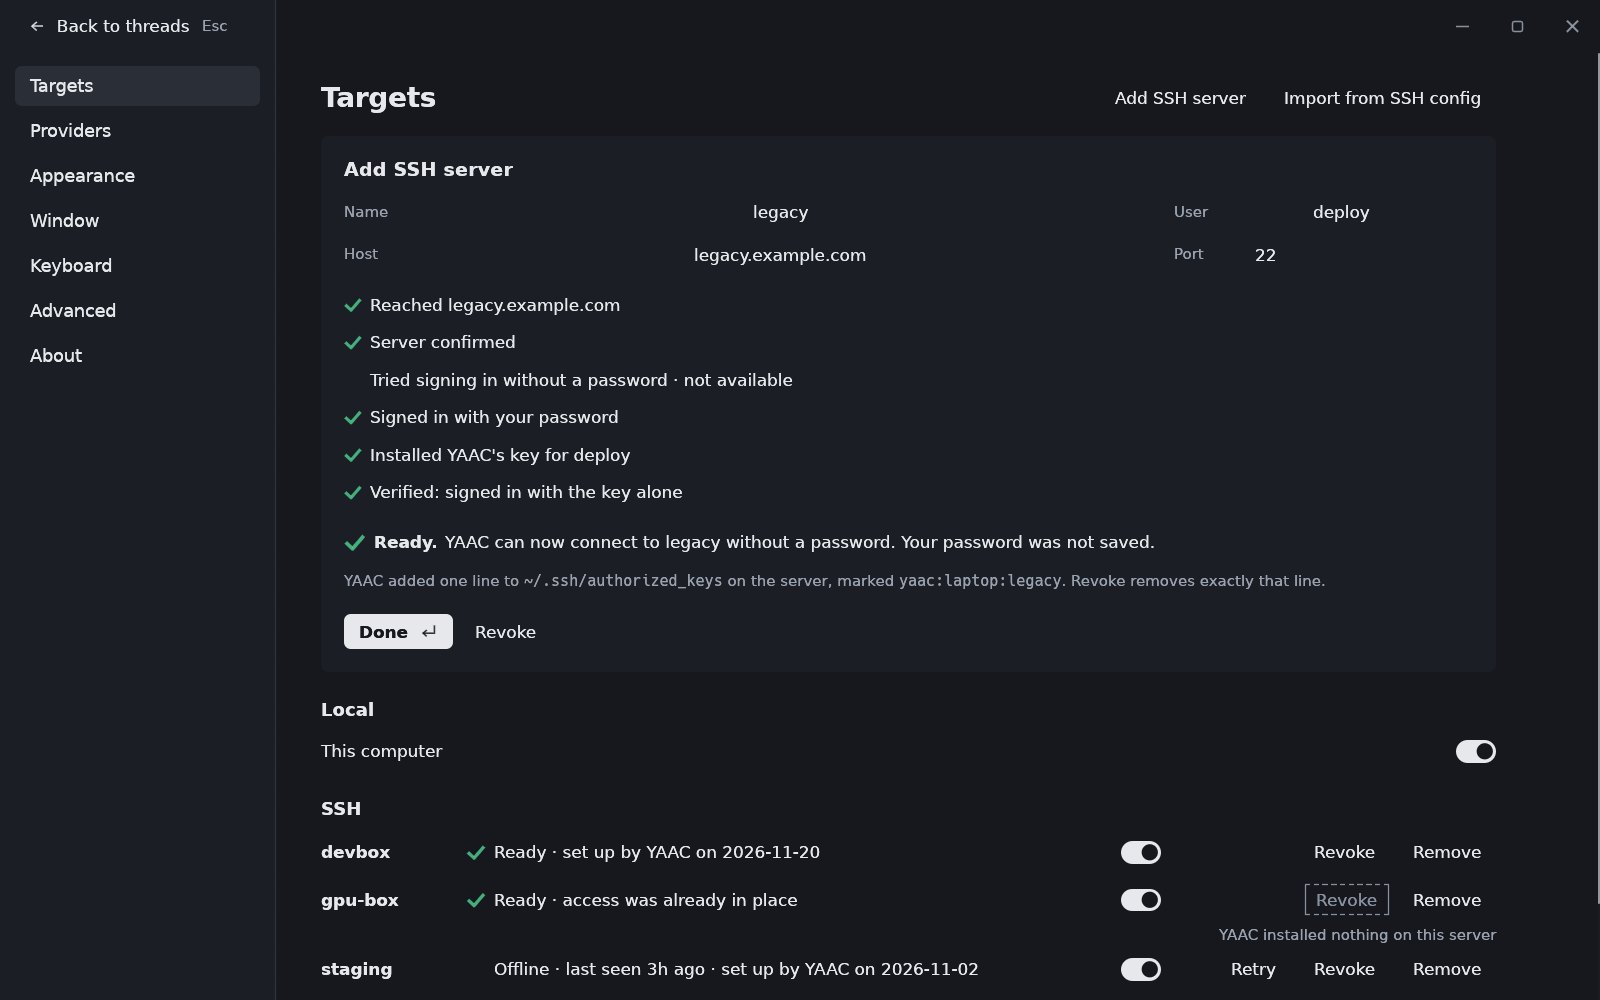 Back to threads Esc
Targets
Providers
Appearance
Window
Keyboard
Advanced
About
Targets
Add SSH server Import from SSH config
Add SSH server
Name legacy User deploy
Host legacy.example.com Port 22
Reached legacy.example.com
Server confirmed
Tried signing in without a password · not available
Signed in with your password
Installed YAAC's key for deploy
Verified: signed in with the key alone
Ready. YAAC can now connect to legacy without a password. Your password was not saved.
YAAC added one line to ~/.ssh/authorized_keys on the server, marked yaac:laptop:legacy. Revoke removes exactly that line.
Done Revoke
Local
This computer
SSH
devbox Ready · set up by YAAC on 2026-11-20 Revoke Remove
gpu-box Ready · access was already in place Revoke Remove
YAAC installed nothing on this server
staging Offline · last seen 3h ago · set up by YAAC on 2026-11-02 Retry Revoke Remove